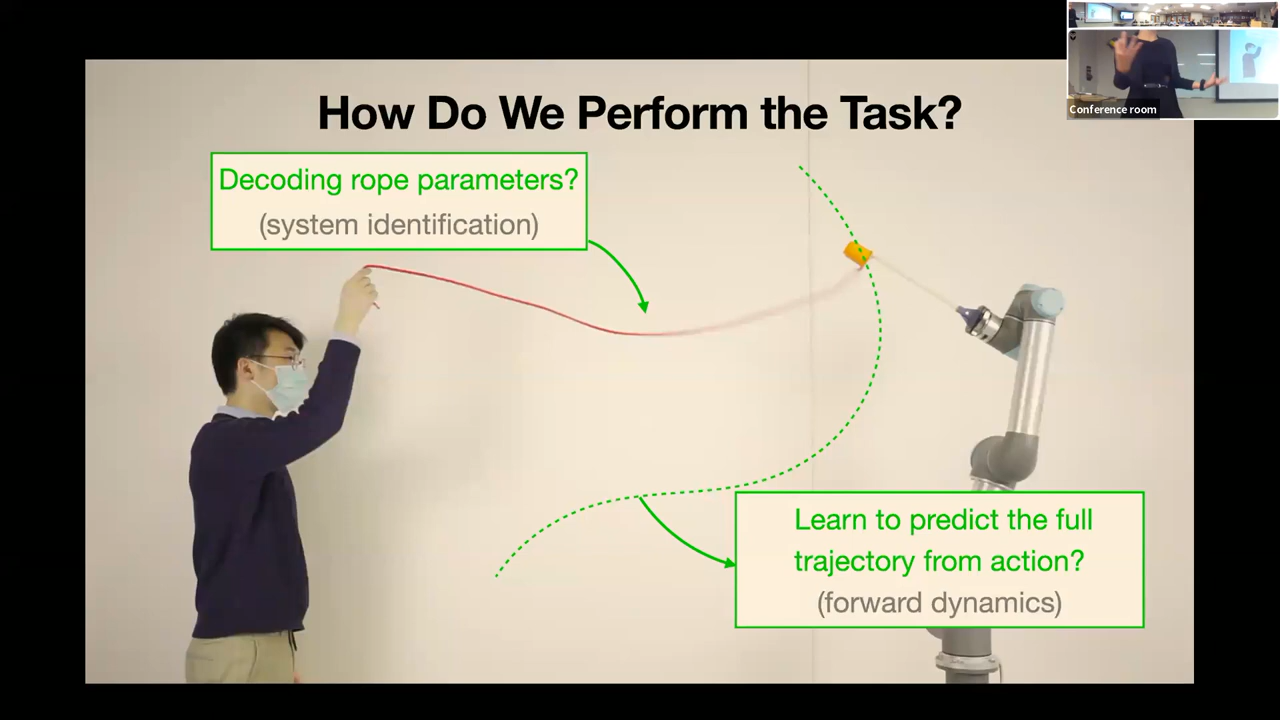 How Do We Perform the Task?
Decoding rope parameters?
(system identification)
Learn to predict the full
trajectory from action?
(forward dynamics)
Conference room